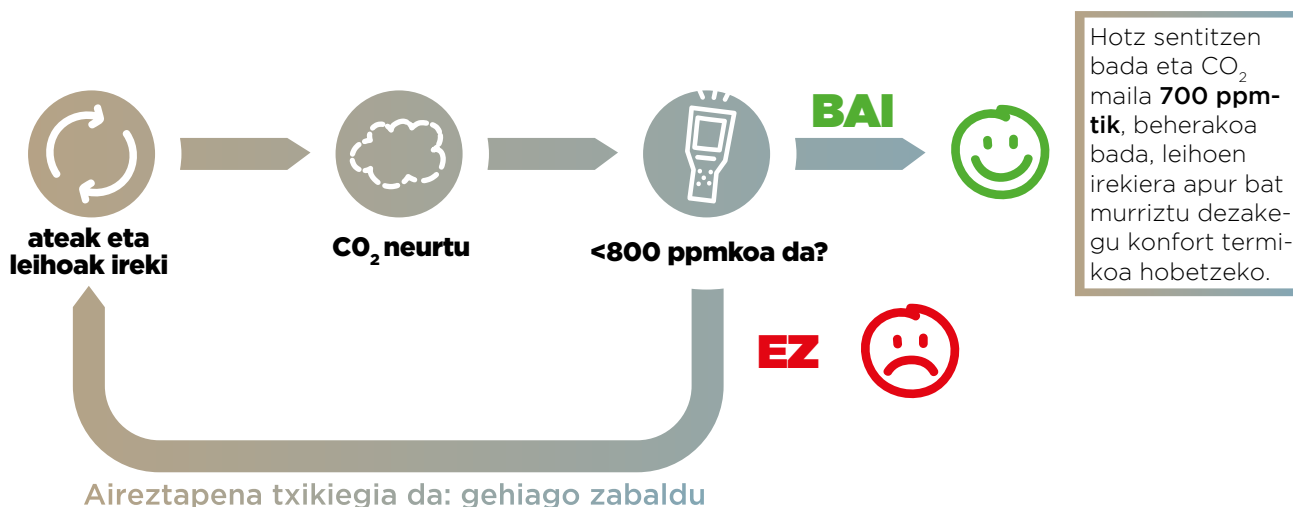 ateak eta
leihoak ireki
CO₂ neurtu
<800 ppmkoa da?
BAI
EZ
Aireztapena txikiegia da: gehiago zabaldu
Hotz sentitzen
bada eta CO₂
maila 700 ppm-
tik, beherakoa
bada, leihoen
irekiera apur bat
murriztu dezake-
gu konfort termi-
koa hobetzeko.